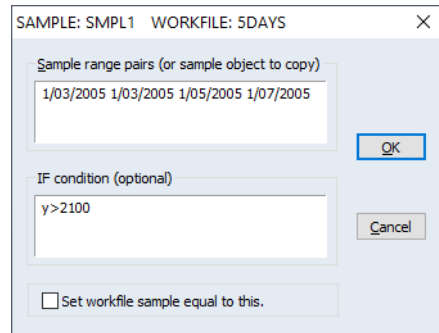 SAMPLE: SMPL1 WORKFILE: 5DAYS
Sample range pairs (or sample object to copy)
1/03/2005 1/03/2005 1/05/2005 1/07/2005
OK
IF condition (optional)
y>2100
Cancel
Set workfile sample equal to this.